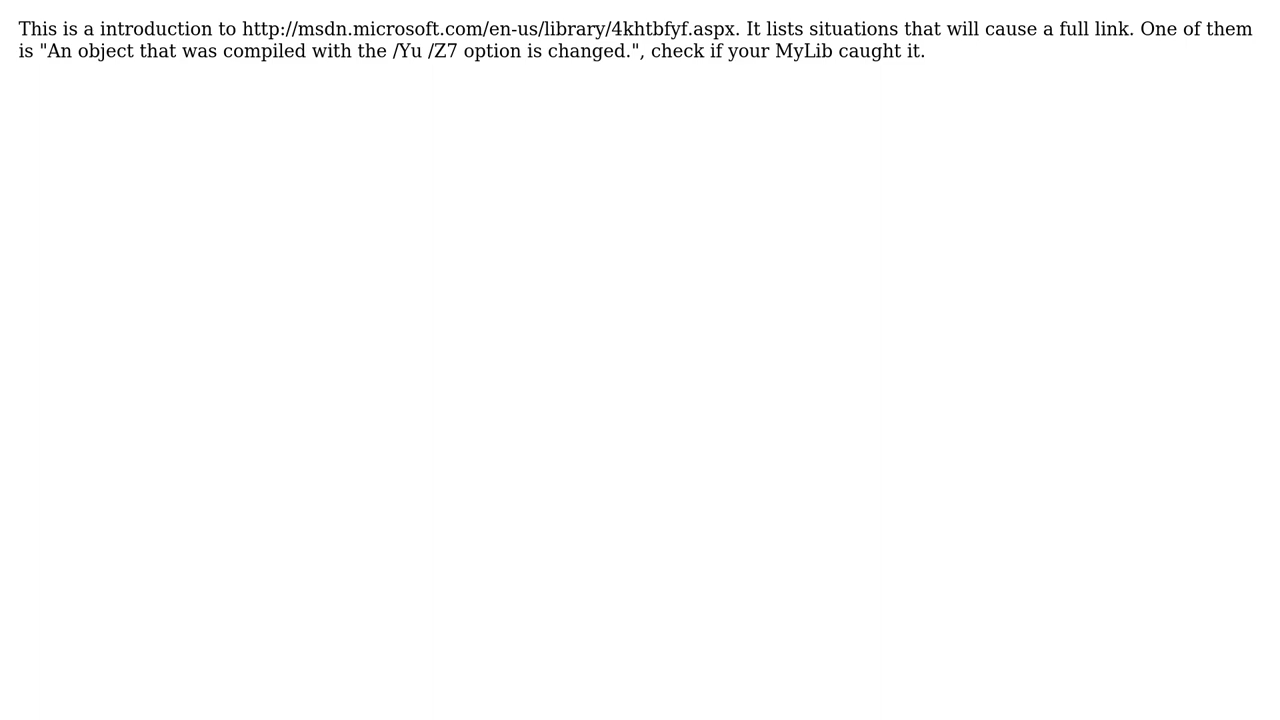 This is a introduction to http://msdn.microsoft.com/en-us/library/4khtbfyf.aspx. It lists situations that will cause a full link. One of them
is "An object that was compiled with the /Yu /Z7 option is changed.", check if your MyLib caught it.